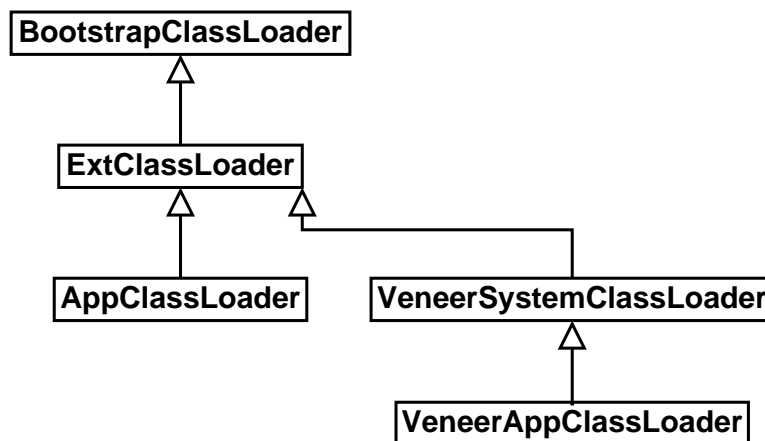 BootstrapClassLoader
ExtClassLoader
AppClassLoader
VeneerSystemClassLoader
VeneerAppClassLoader